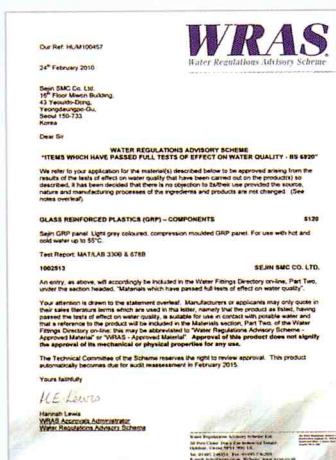 WRAS
Water Regulations Advisory Scheme
Our Ref: HL/M100457
24th February 2010
Sejin SMC Co. Ltd.
16th Floor Miwon Building,
43 Yeouido-Dong,
Yeongdeungpo-Gu,
Seoul 150-733
Korea
Dear Sir
WATER REGULATIONS ADVISORY SCHEME
"ITEMS WHICH HAVE PASSED FULL TESTS OF EFFECT ON WATER QUALITY - BS 6920"
We refer to your application for the material(s) described below to be approved arising from the
results of the tests of effect on water quality that have been carried out on the product(s) so
described, it has been decided that there is no objection to its/their use provided the source,
nature and manufacturing processes of the ingredients and products are not changed. (See
notes overleaf).
GLASS REINFORCED PLASTICS (GRP) – COMPONENTS 5120
Sejin GRP panel. Light grey coloured, compression moulded GRP panel. For use with hot and
cold water up to 55°C.
Test Report: MAT/LAB 330B & 678B
1002513 SEJIN SMC CO. LTD.
An entry, as above, will accordingly be included in the Water Fittings Directory on-line, Part Two,
under the section headed, "Materials which have passed full tests of effect on water quality".
Your attention is drawn to the statement overleaf. Manufacturers or applicants may only quote in
their sales literature terms which are used in this letter, namely that the product as listed, having
passed the tests of effect on water quality, is suitable for use in contact with potable water and
that a reference to the product will be included in the Materials section, Part Two, of the Water
Fittings Directory on-line; this may be abbreviated to "Water Regulations Advisory Scheme -
Approved Material" or "WRAS - Approved Material". Approval of this product does not signify
the approval of its mechanical or physical properties for any use.
The Technical Committee of the Scheme reserves the right to review approval. This product
automatically becomes due for audit reassessment in February 2015.
Yours faithfully
H E Lewis
Hannah Lewis
WRAS Approvals Administrator
Water Regulations Advisory Scheme
Water Regulations Advisory Scheme Ltd.